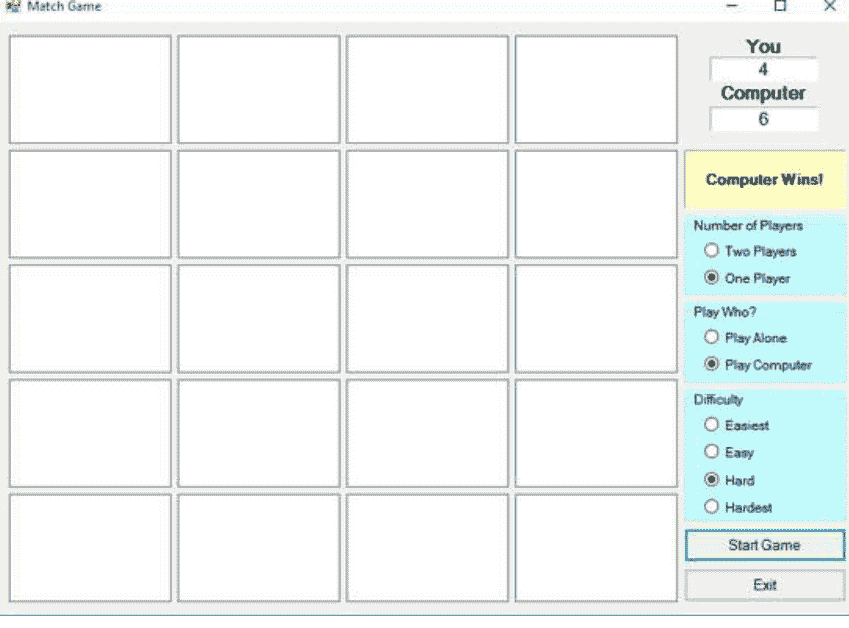 Match Game
You
4
Computer
6
Computer Wins!
Number of Players
Two Players
One Player
Play Who?
Play Alone
Play Computer
Difficulty
Easiest
Easy
Hard
Hardest
Start Game
Exit